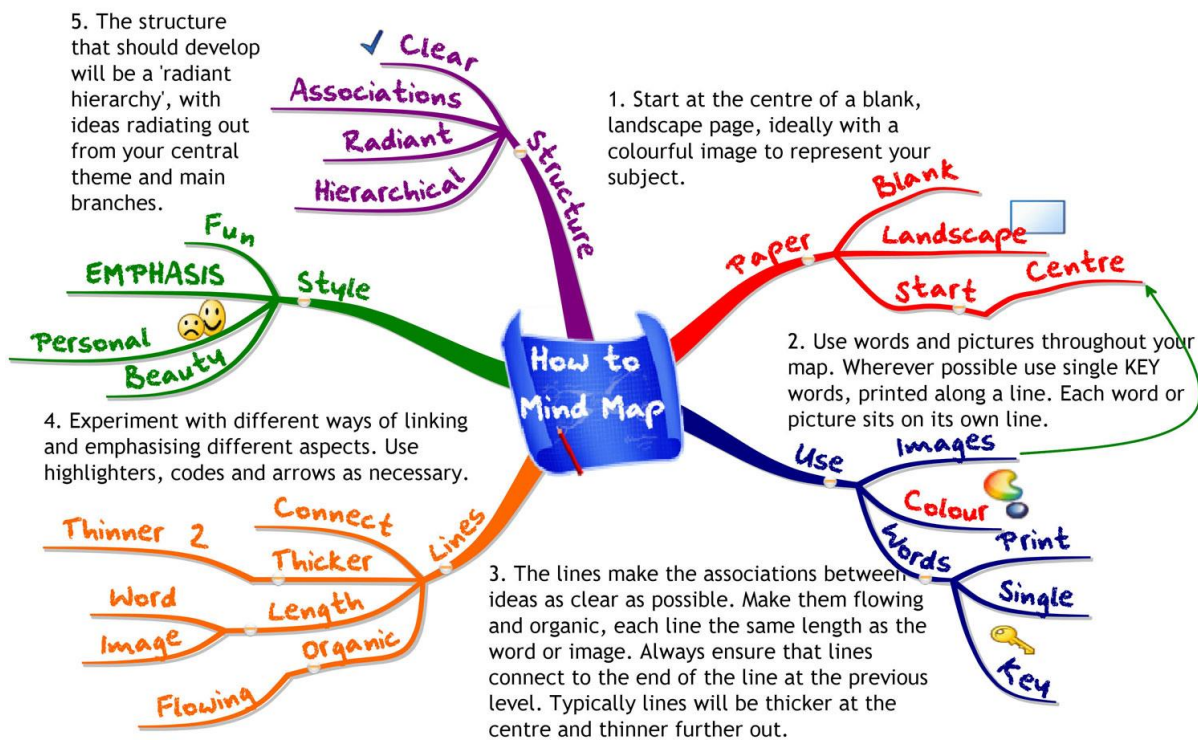 How to
Mind Map
1. Start at the centre of a blank,
landscape page, ideally with a
colourful image to represent your
subject.
Paper
Blank
Landscape
Start
Centre
2. Use words and pictures throughout your
map. Wherever possible use single KEY
words, printed along a line. Each word or
picture sits on its own line.
Use
Images
Colour
Words
Print
Single
Key
3. The lines make the associations between
ideas as clear as possible. Make them flowing
and organic, each line the same length as the
word or image. Always ensure that lines
connect to the end of the line at the previous
level. Typically lines will be thicker at the
centre and thinner further out.
Lines
Connect
Thicker
Thinner 2
Length
Word
Image
Organic
Flowing
4. Experiment with different ways of linking
and emphasising different aspects. Use
highlighters, codes and arrows as necessary.
Style
Fun
EMPHASIS
Personal
Beauty
5. The structure
that should develop
will be a 'radiant
hierarchy', with
ideas radiating out
from your central
theme and main
branches.
Structure
Clear
Associations
Radiant
Hierarchical